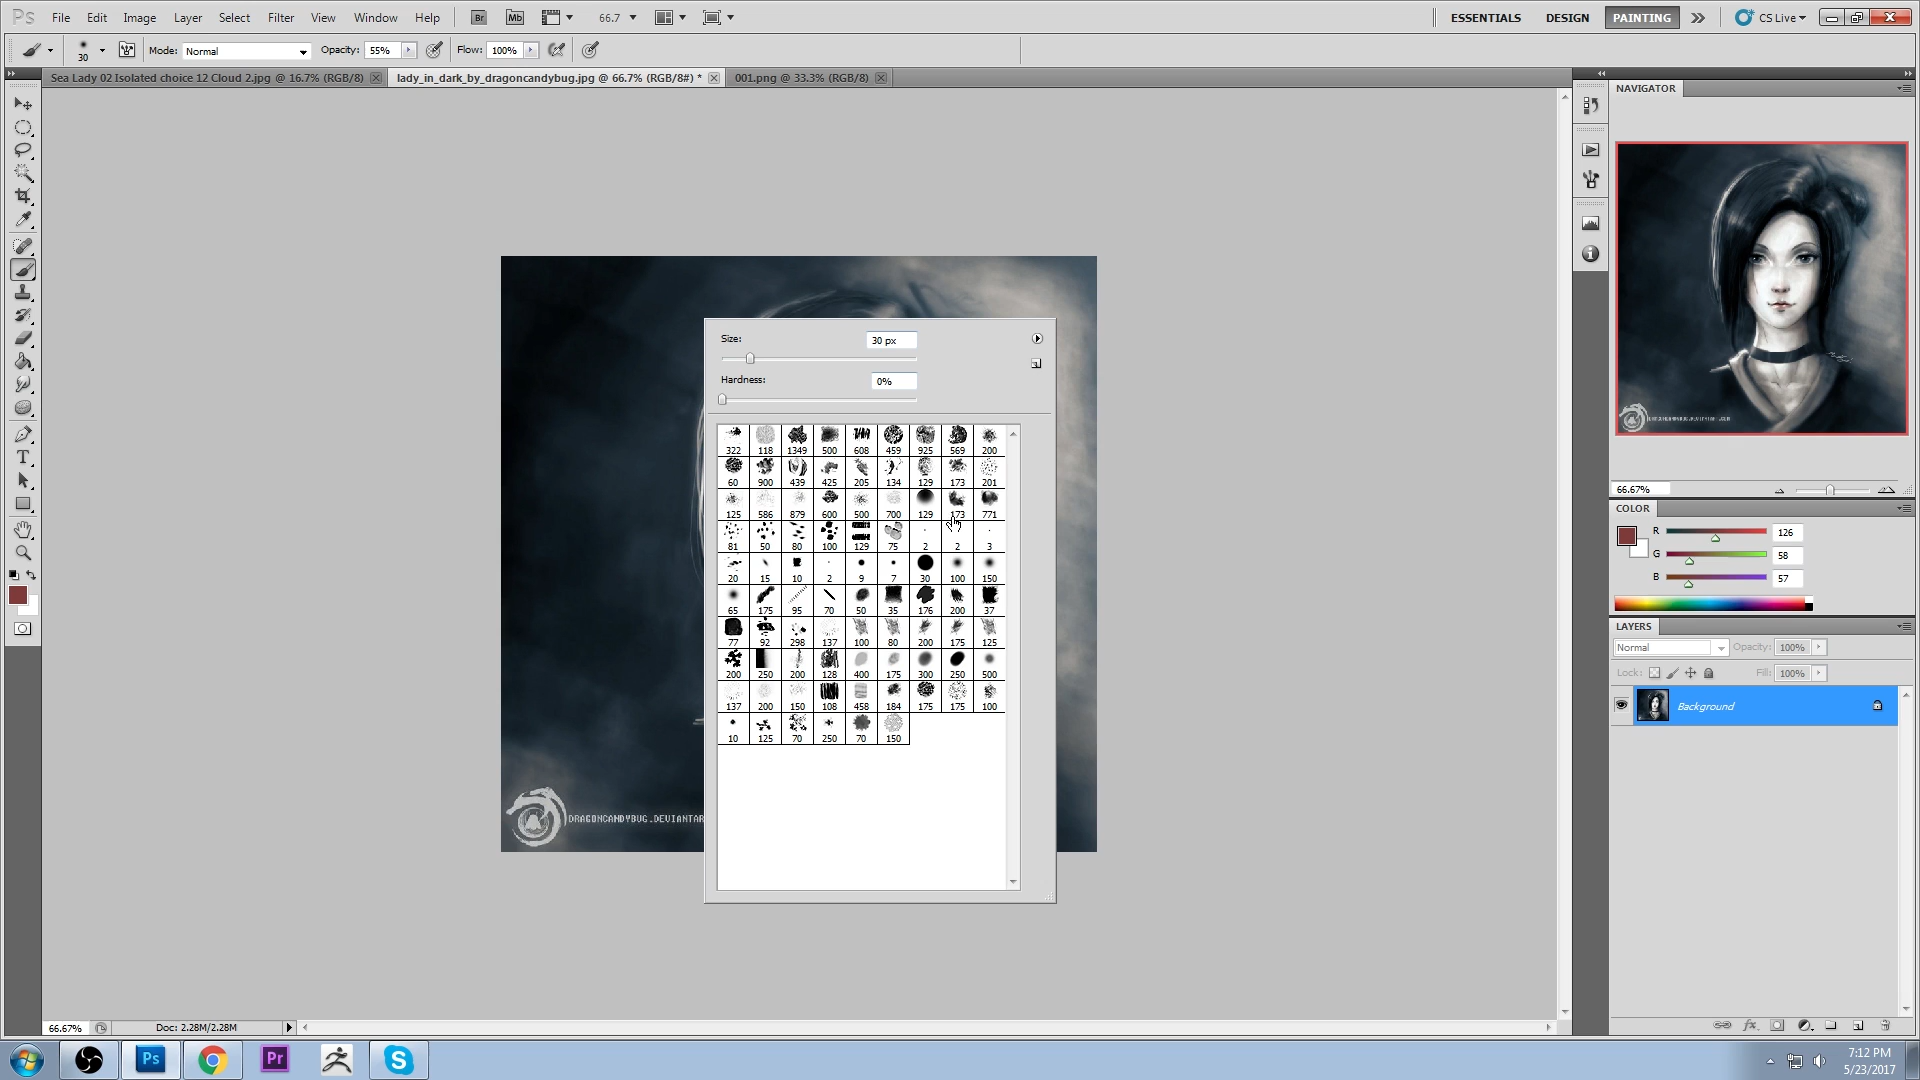 Ps File Edit Image Layer Select Filter View Window Help Br Mb 66.7 ESSENTIALS DESIGN PAINTING CS Live
30 Mode: Normal Opacity: 55% Flow: 100%
Sea Lady 02 Isolated choice 12 Cloud 2.jpg @ 16.7% (RGB/8) lady_in_dark_by_dragoncandybug.jpg @ 66.7% (RGB/8#) * 001.png @ 33.3% (RGB/8)
NAVIGATOR
Size: 30 px
Hardness: 0%
322 118 1349 500 608 459 925 569 200
60 900 439 425 205 134 129 173 201
125 586 879 600 500 700 129 173 771
81 50 80 100 129 75 2 2 3
20 15 10 2 9 7 30 100 150
65 175 95 70 50 35 176 200 37
77 92 298 137 100 80 200 175 125
200 250 200 128 400 175 300 250 500
137 200 150 108 458 184 175 175 100
10 125 70 250 70 150
DRAGONCANDYBUG.DEVIANTAR
DRAGONCANDYBUG.DEVIANTART.COM
66.67%
COLOR
R 126
G 58
B 57
LAYERS
Normal Opacity: 100%
Lock: Fill: 100%
Background
66.67% Doc: 2.28M/2.28M
Ps Pr S
7:12 PM
5/23/2017